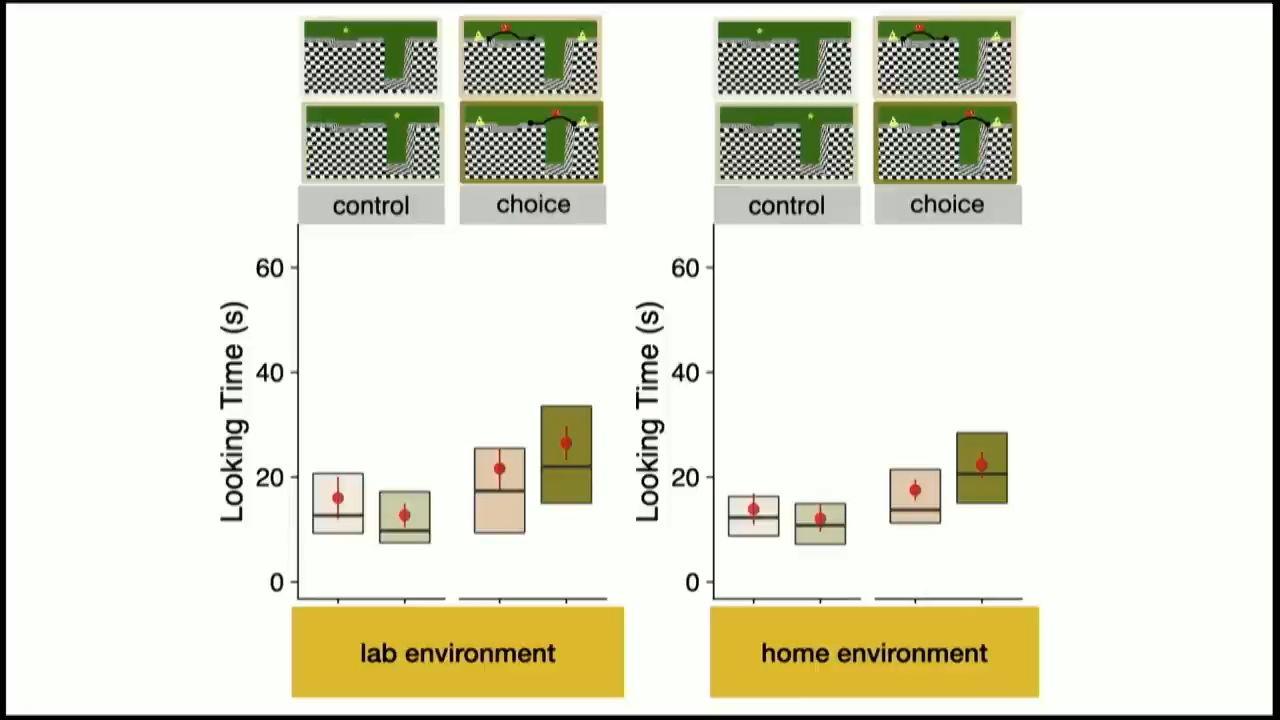 control
choice
control
choice
Looking Time (s)
60
40
20
0
Looking Time (s)
60
40
20
0
lab environment
home environment